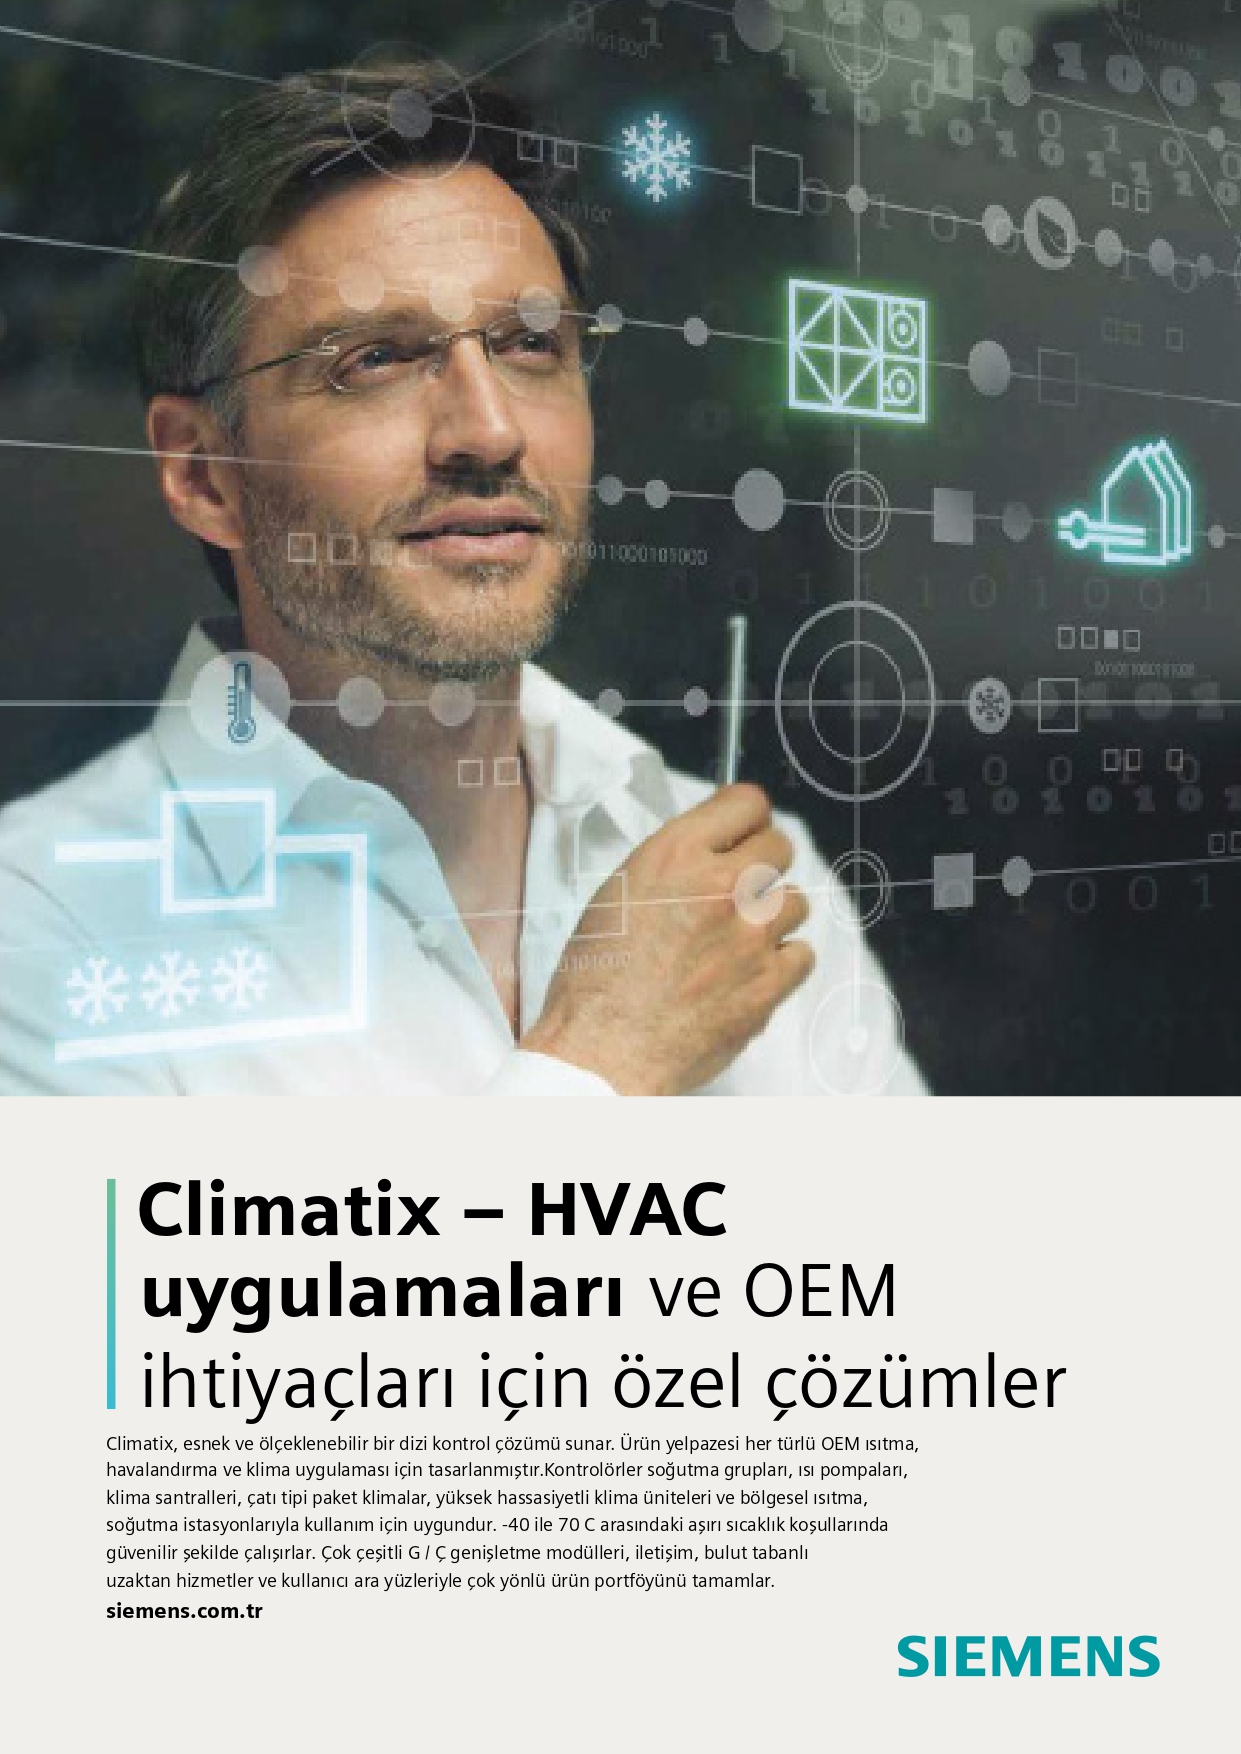 Climatix – HVAC
uygulamaları ve OEM
ihtiyaçları için özel çözümler
Climatix, esnek ve ölçeklenebilir bir dizi kontrol çözümü sunar. Ürün yelpazesi her türlü OEM ısıtma,
havalandırma ve klima uygulaması için tasarlanmıştır.Kontrolörler soğutma grupları, ısı pompaları,
klima santralleri, çatı tipi paket klimalar, yüksek hassasiyetli klima üniteleri ve bölgesel ısıtma,
soğutma istasyonlarıyla kullanım için uygundur. -40 ile 70 C arasındaki aşırı sıcaklık koşullarında
güvenilir şekilde çalışırlar. Çok çeşitli G / Ç genişletme modülleri, iletişim, bulut tabanlı
uzaktan hizmetler ve kullanıcı ara yüzleriyle çok yönlü ürün portföyünü tamamlar.
siemens.com.tr
SIEMENS